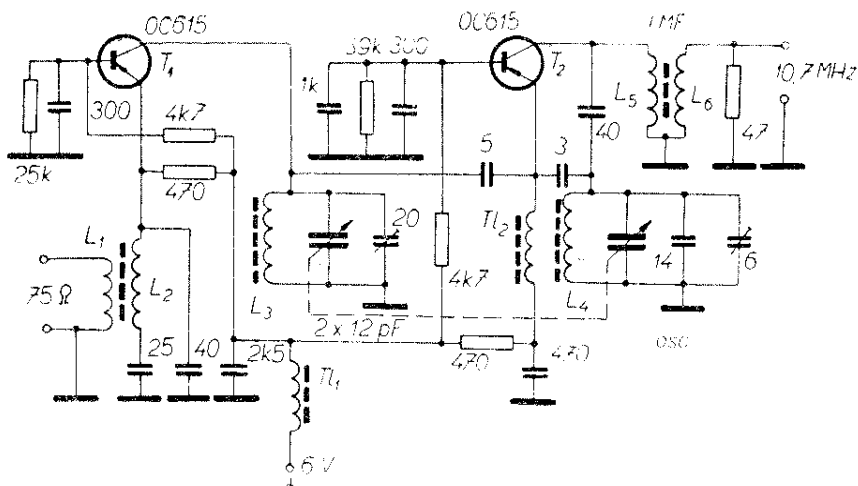 OC615
T1
300
25k
4k7
470
L1
75Ω
L2
25
40
2k5
L3
20
2 x 12 pF
Tl1
6 V
+
39k
300
1k
OC615
T2
5
3
40
4k7
Tl2
470
470
L4
14
6
osc
1MF
L5
L6
47
10,7 MHz